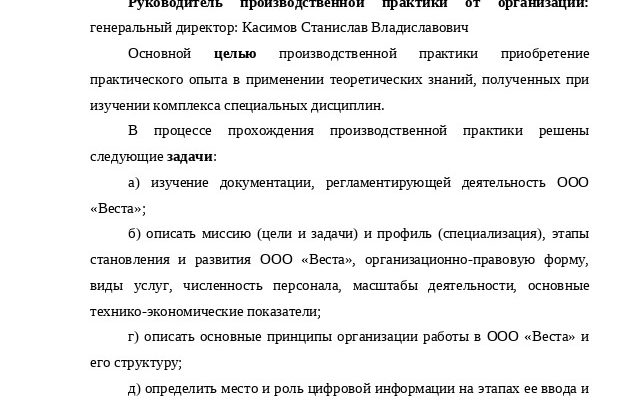 Руководитель производственной практики от организации:
генеральный директор: Касимов Станислав Владиславович
Основной целью производственной практики приобретение
практического опыта в применении теоретических знаний, полученных при
изучении комплекса специальных дисциплин.
В процессе прохождения производственной практики решены
следующие задачи:
а) изучение документации, регламентирующей деятельность ООО
«Веста»;
б) описать миссию (цели и задачи) и профиль (специализация), этапы
становления и развития ООО «Веста», организационно-правовую форму,
виды услуг, численность персонала, масштабы деятельности, основные
технико-экономические показатели;
г) описать основные принципы организации работы в ООО «Веста» и
его структуру;
д) определить место и роль цифровой информации на этапах ее ввода и